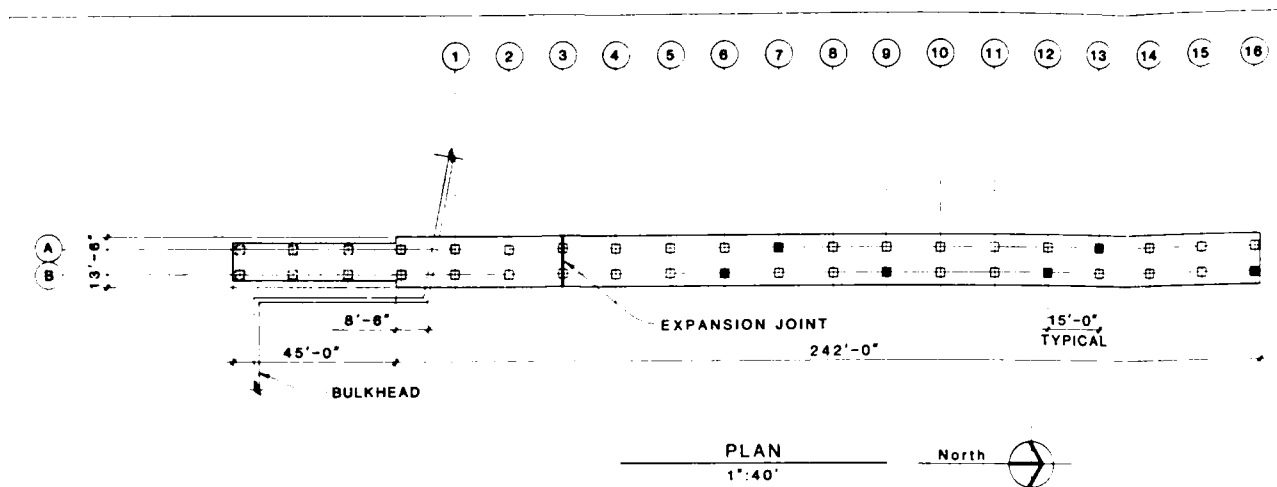 1 2 3 4 5 6 7 8 9 10 11 12 13 14 15 16
A
B
13'-6"
8'-6"
EXPANSION JOINT
15'-0"
TYPICAL
45'-0"
242'-0"
BULKHEAD
PLAN
1":40'
North